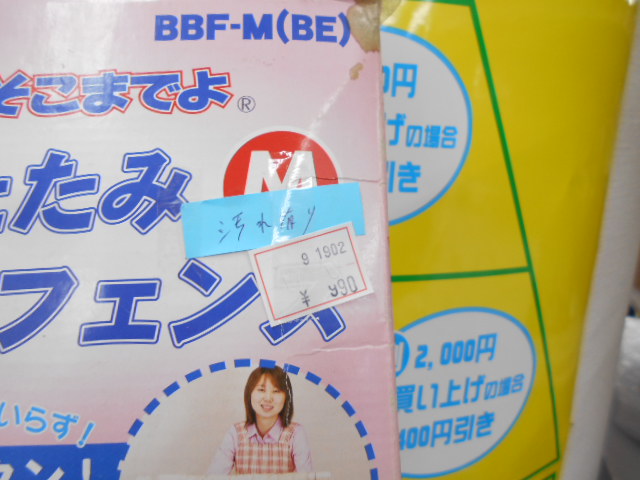 BBF-M(BE)
そこまでよ®
たたみ
M
汚れ有り
9 1902
¥ 990
フェンス
いらず!
円
げの場合
引き
2,000円
買い上げの場合
400円引き